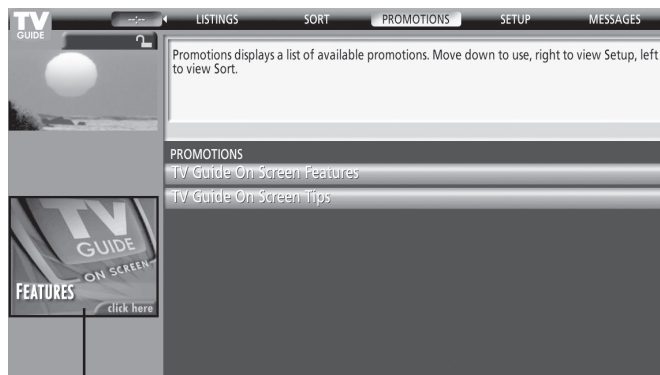 TV
GUIDE
--:--
LISTINGS SORT PROMOTIONS SETUP MESSAGES
Promotions displays a list of available promotions. Move down to use, right to view Setup, left
to view Sort.
PROMOTIONS
TV Guide On Screen Features
TV Guide On Screen Tips
TV
GUIDE
ON SCREEN
FEATURES
click here